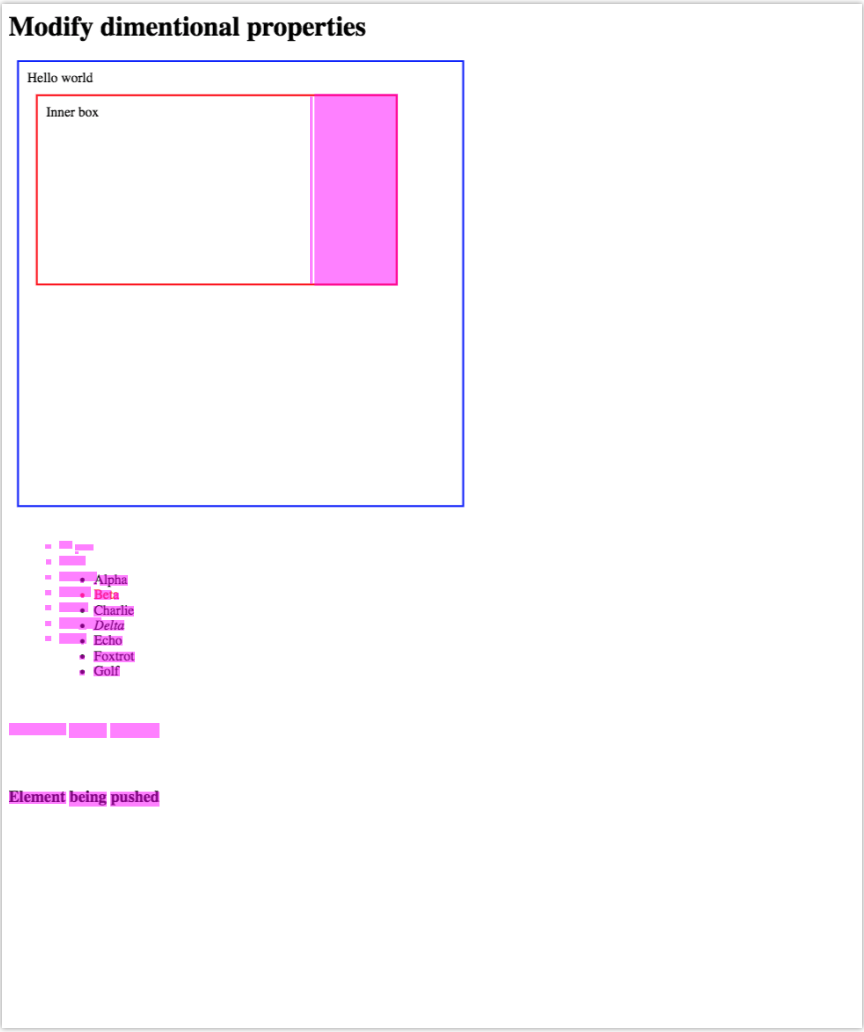 Modify dimentional properties
Hello world
Inner box
Alpha
Beta
Charlie
Delta
Echo
Foxtrot
Golf
Element being pushed